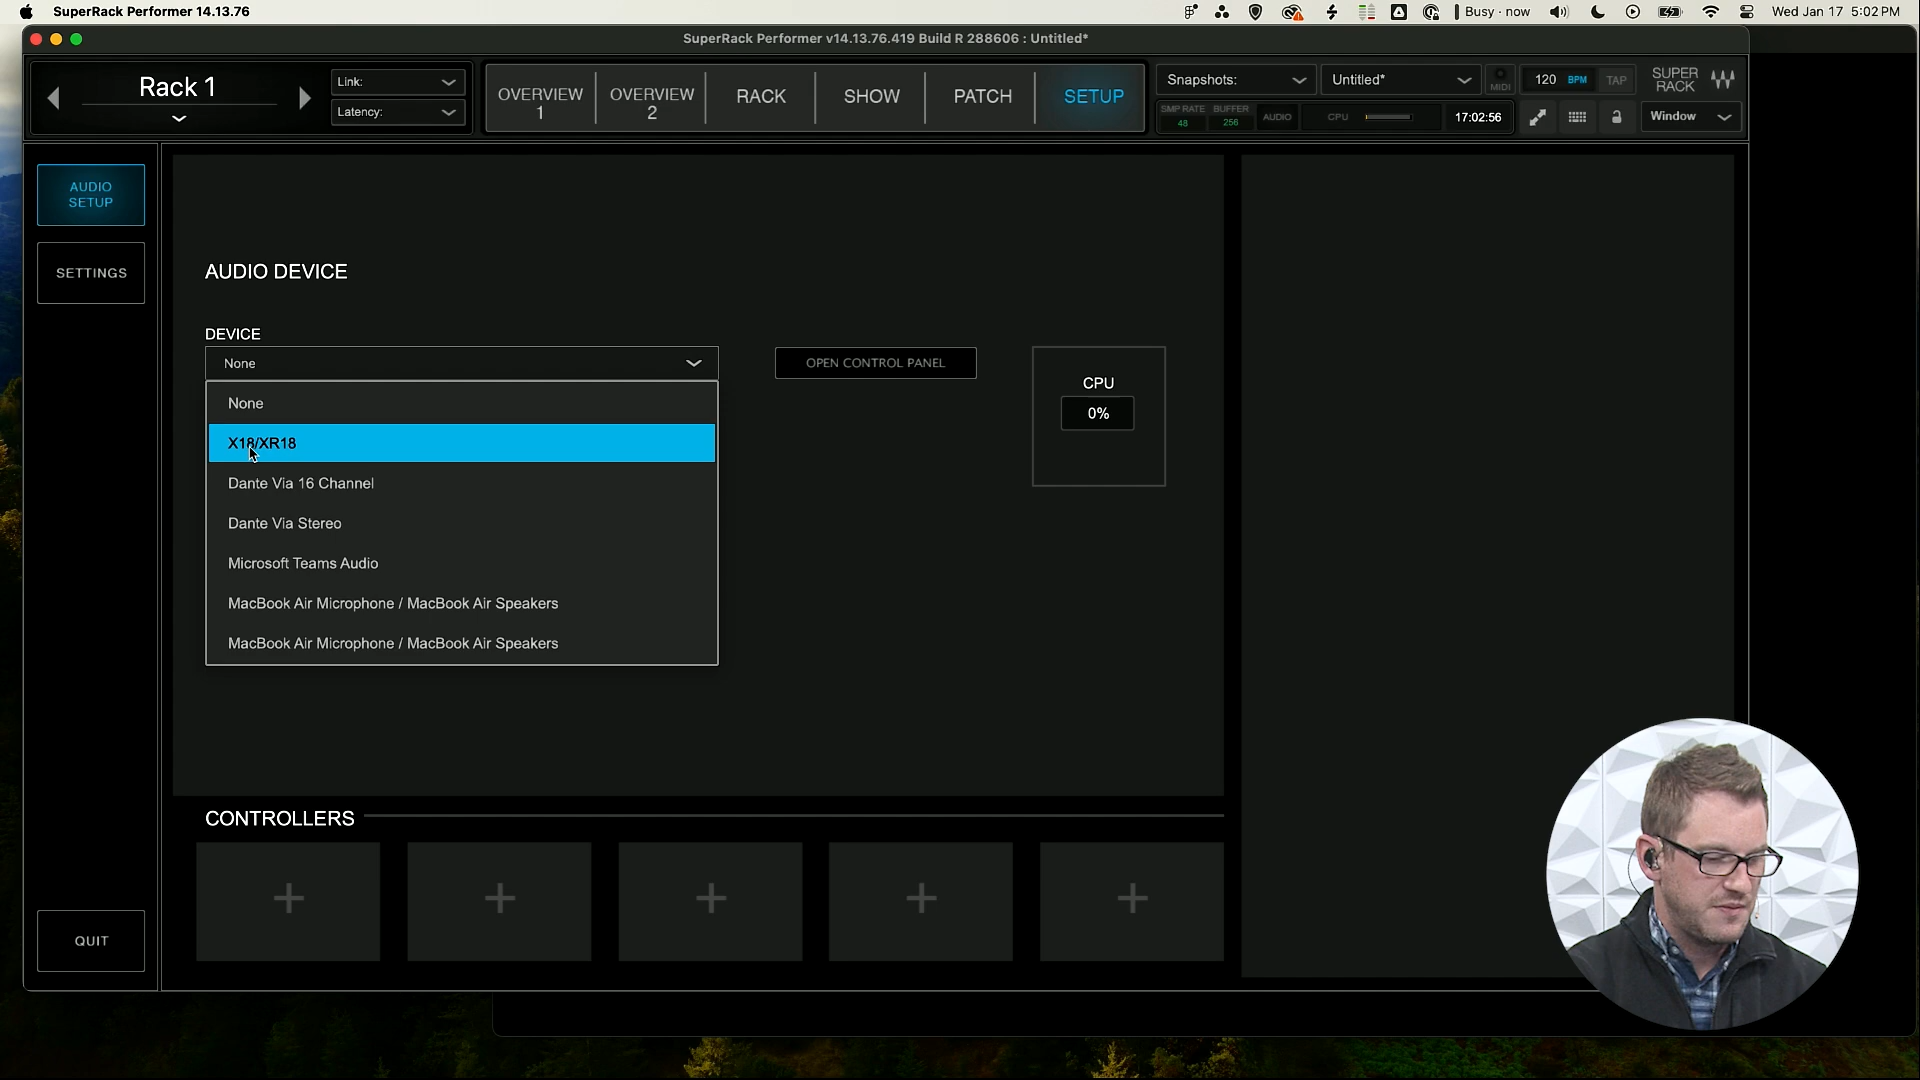 SuperRack Performer 14.13.76
Busy · now
Wed Jan 17 5:02 PM
SuperRack Performer v14.13.76.419 Build R 288606 : Untitled*
Rack 1
Link:
Latency:
OVERVIEW
1
OVERVIEW
2
RACK
SHOW
PATCH
SETUP
Snapshots:
Untitled*
MIDI
120 BPM TAP
SUPER
RACK
SMP RATE
48
BUFFER
256
AUDIO
CPU
17:02:56
Window
AUDIO
SETUP
SETTINGS
QUIT
AUDIO DEVICE
DEVICE
None
OPEN CONTROL PANEL
CPU
0%
None
X18/XR18
Dante Via 16 Channel
Dante Via Stereo
Microsoft Teams Audio
MacBook Air Microphone / MacBook Air Speakers
MacBook Air Microphone / MacBook Air Speakers
CONTROLLERS